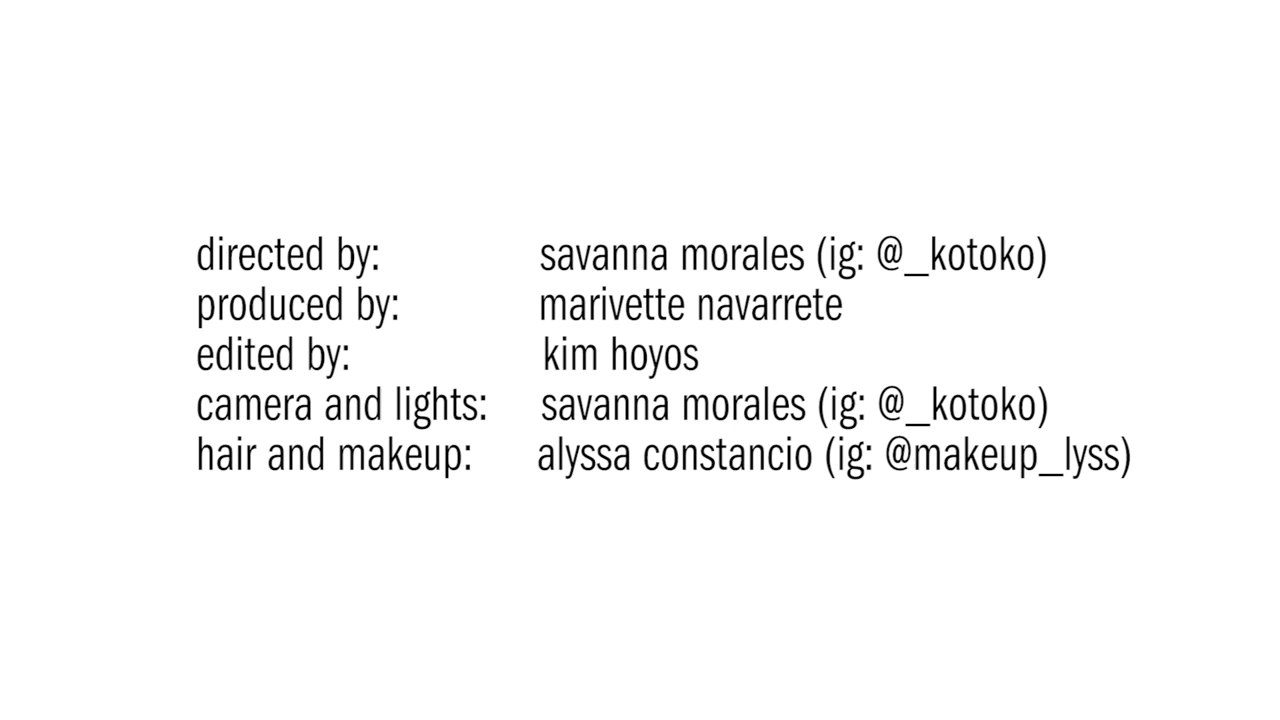 directed by: savanna morales (ig: @_kotoko)
produced by: marivette navarrete
edited by: kim hoyos
camera and lights: savanna morales (ig: @_kotoko)
hair and makeup: alyssa constancio (ig: @makeup_lyss)